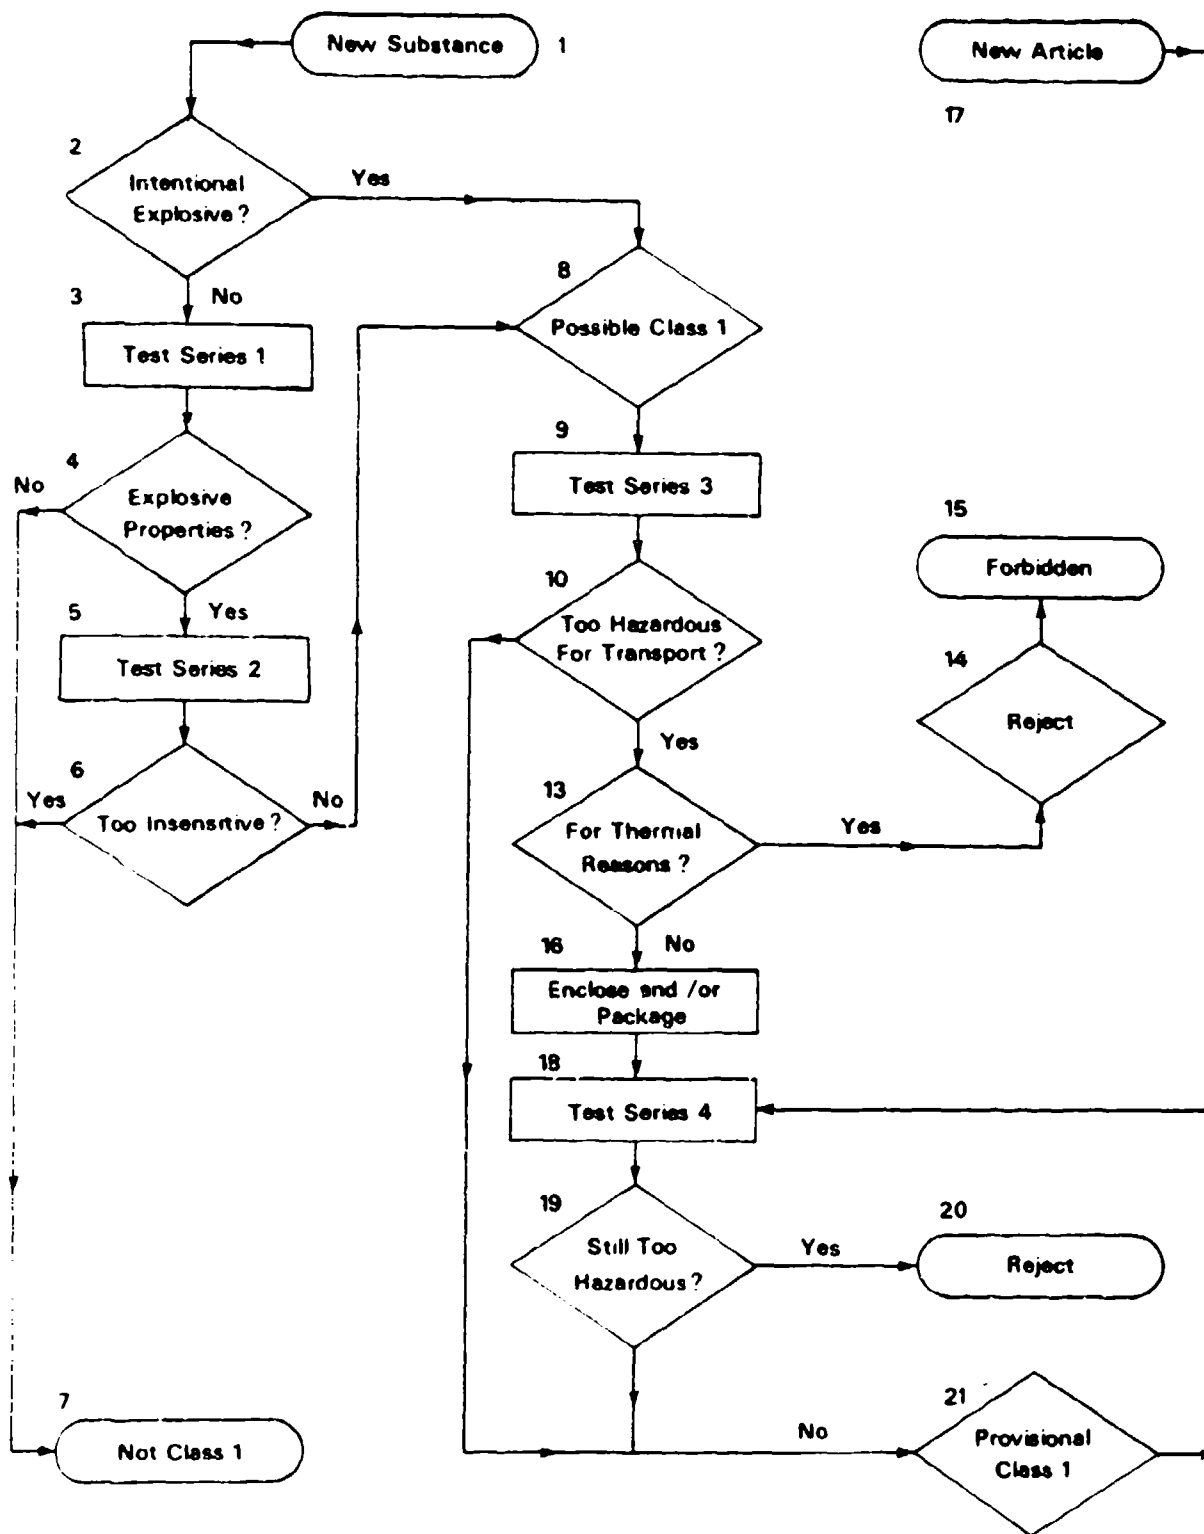 New Substance
1
New Article
17
2
Intentional
Explosive?
Yes
No
3
Test Series 1
8
Possible Class 1
4
No
Explosive
Properties?
Yes
5
Test Series 2
6
Yes
Too Insensitive?
No
9
Test Series 3
10
Too Hazardous
For Transport?
Yes
13
For Thermal
Reasons?
Yes
15
Forbidden
14
Reject
No
16
Enclose and /or
Package
18
Test Series 4
19
Still Too
Hazardous?
Yes
20
Reject
7
Not Class 1
No
21
Provisional
Class 1